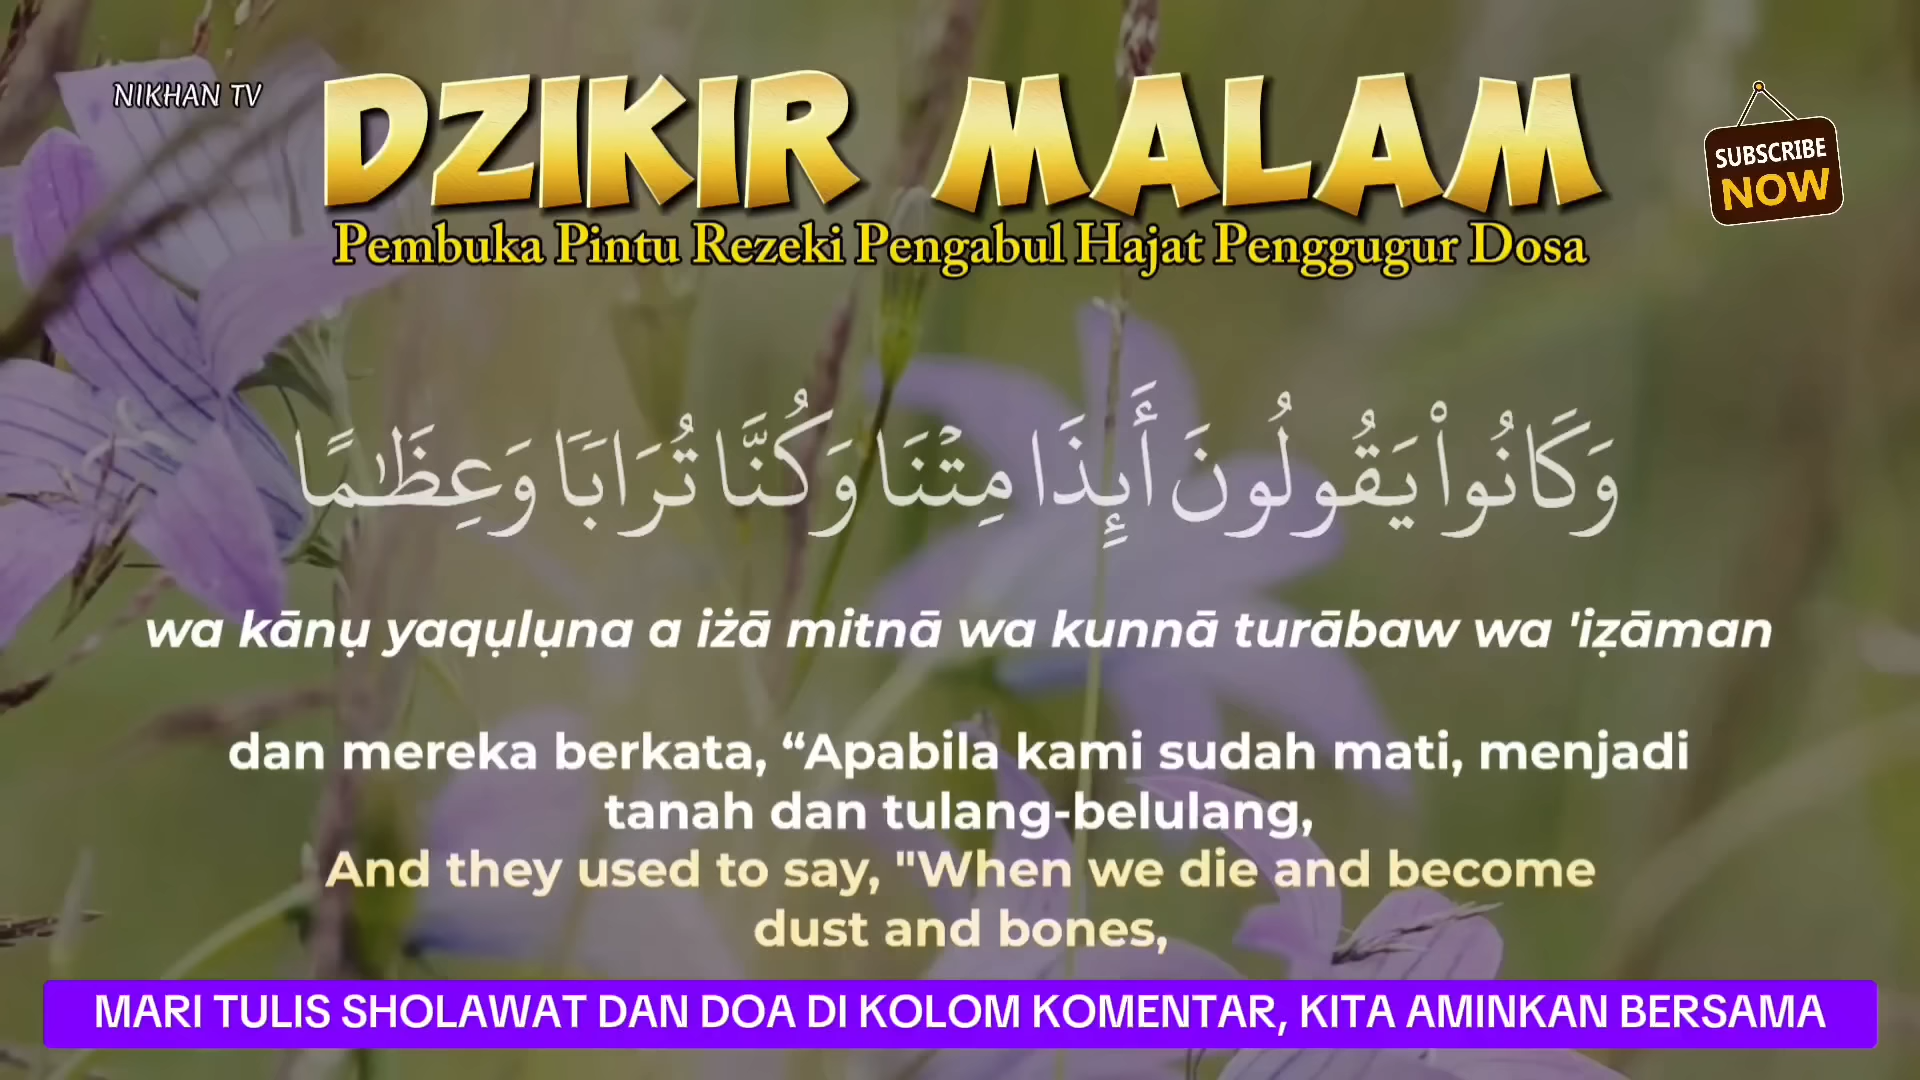 NIKHAN TV
DZIKIR MALAM
SUBSCRIBE
NOW
Pembuka Pintu Rezeki Pengabul Hajat Penggugur Dosa
وَكَانُوا۟ يَقُولُونَ أَئِذَا مِتْنَا وَكُنَّا تُرَابًا وَعِظَٰمًا
wa kānụ yaqụlụna a iżā mitnā wa kunnā turābaw wa 'iẓāman
dan mereka berkata, “Apabila kami sudah mati, menjadi
tanah dan tulang-belulang,
And they used to say, "When we die and become
dust and bones,
MARI TULIS SHOLAWAT DAN DOA DI KOLOM KOMENTAR, KITA AMINKAN BERSAMA